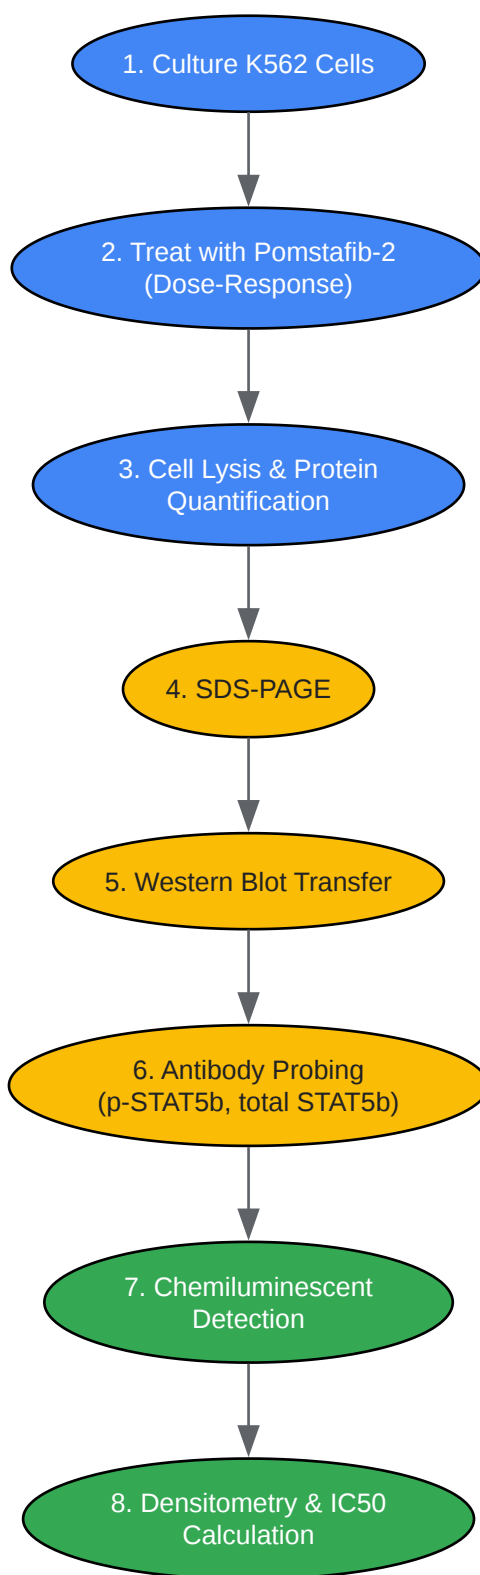 1. Culture K562 Cells
2. Treat with Pomstafib-2
(Dose-Response)
3. Cell Lysis & Protein
Quantification
4. SDS-PAGE
5. Western Blot Transfer
6. Antibody Probing
(p-STAT5b, total STAT5b)
7. Chemiluminescent
Detection
8. Densitometry & IC50
Calculation